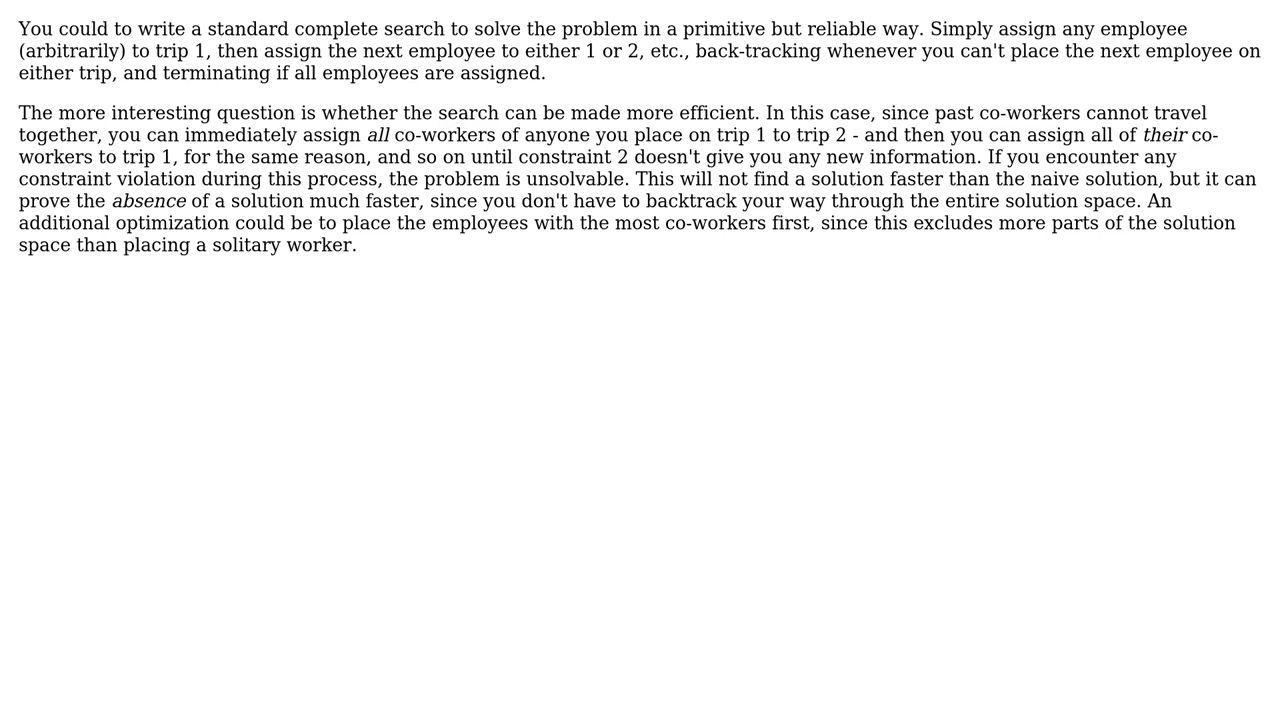 You could to write a standard complete search to solve the problem in a primitive but reliable way. Simply assign any employee
(arbitrarily) to trip 1, then assign the next employee to either 1 or 2, etc., back-tracking whenever you can't place the next employee on
either trip, and terminating if all employees are assigned.
The more interesting question is whether the search can be made more efficient. In this case, since past co-workers cannot travel
together, you can immediately assign all co-workers of anyone you place on trip 1 to trip 2 - and then you can assign all of their co-
workers to trip 1, for the same reason, and so on until constraint 2 doesn't give you any new information. If you encounter any
constraint violation during this process, the problem is unsolvable. This will not find a solution faster than the naive solution, but it can
prove the absence of a solution much faster, since you don't have to backtrack your way through the entire solution space. An
additional optimization could be to place the employees with the most co-workers first, since this excludes more parts of the solution
space than placing a solitary worker.